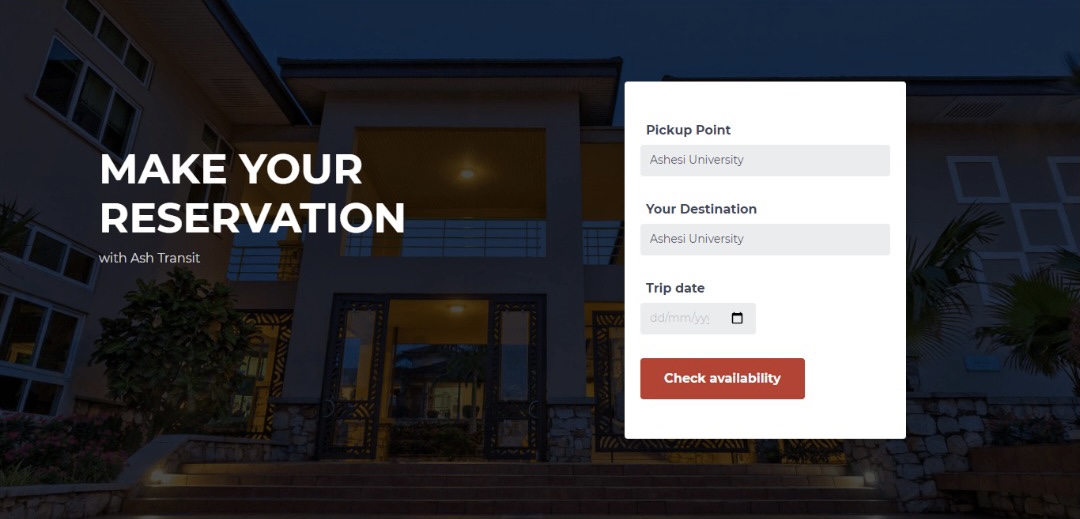 MAKE YOUR
RESERVATION
with Ash Transit
Pickup Point
Ashesi University
Your Destination
Ashesi University
Trip date
dd/mm/yy
Check availability